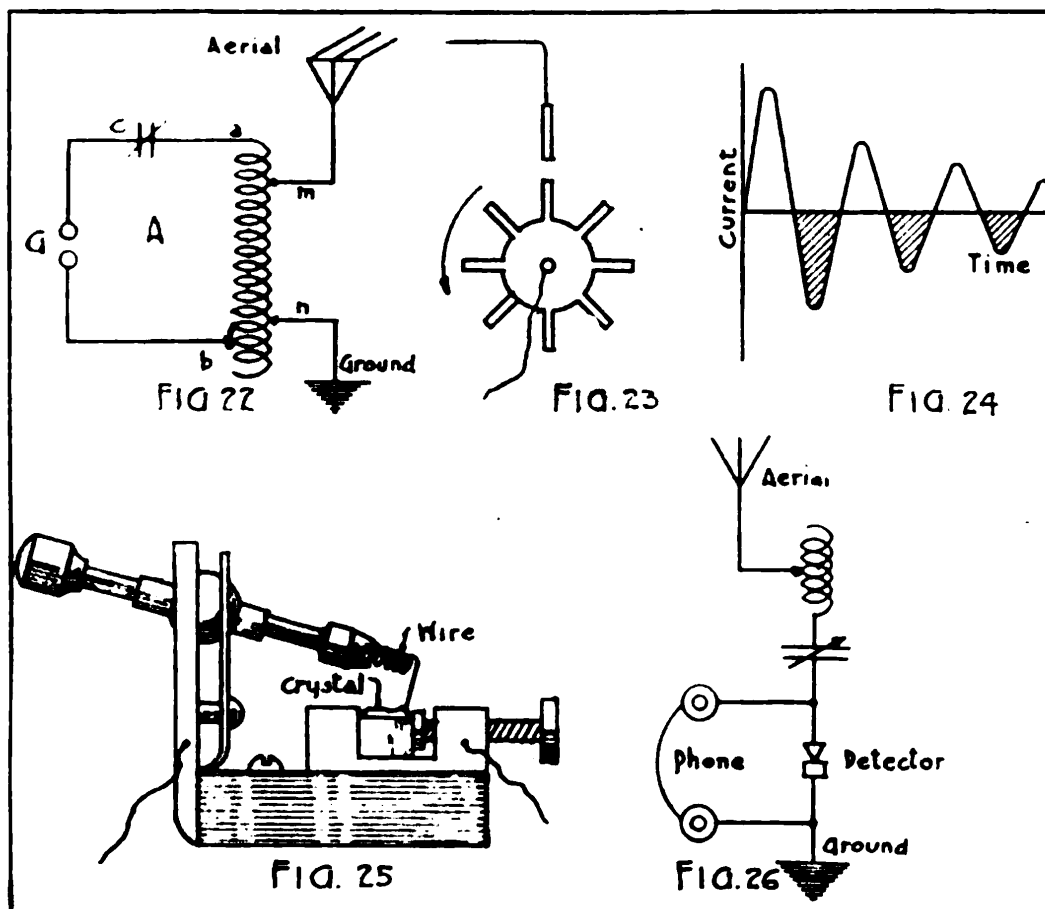 Aerial
C
a
m
G
A
n
b
Ground
FIG 22
FIG. 23
Current
Time
FIG. 24
Wire
Crystal
FIG. 25
Aerial
Phone
Detector
Ground
FIG. 26